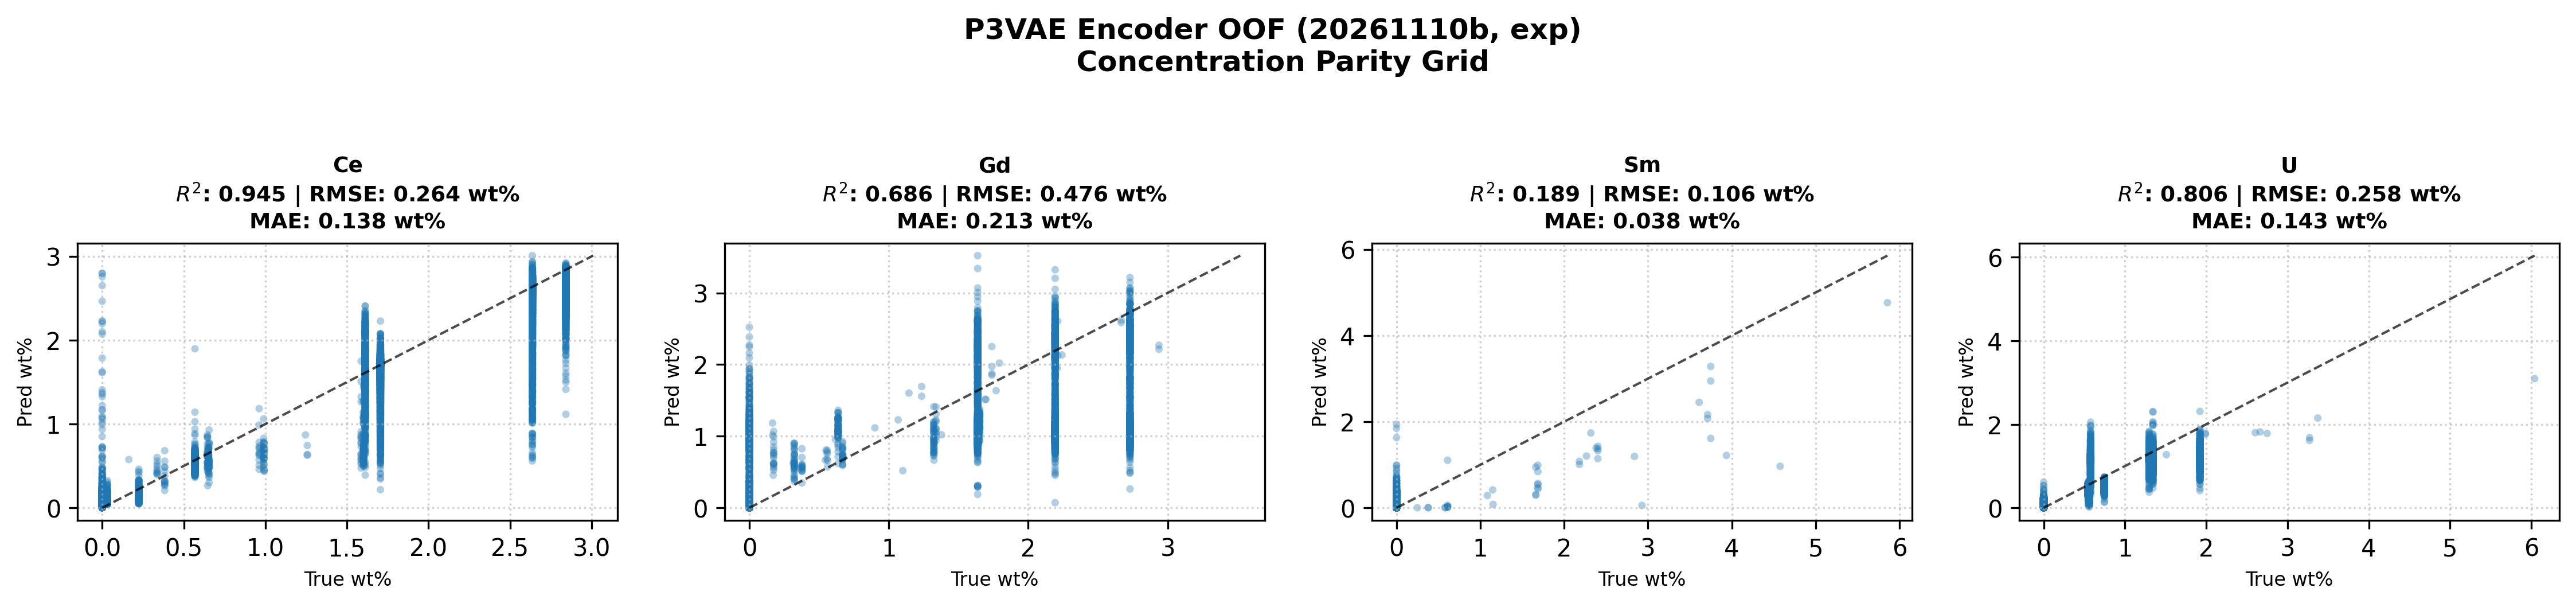 P3VAE Encoder OOF (20261110b, exp)
Concentration Parity Grid
Ce
R²: 0.945 | RMSE: 0.264 wt%
MAE: 0.138 wt%
Pred wt%
3
2
1
0
0.0 0.5 1.0 1.5 2.0 2.5 3.0
True wt%
Gd
R²: 0.686 | RMSE: 0.476 wt%
MAE: 0.213 wt%
Pred wt%
3
2
1
0
0 1 2 3
True wt%
Sm
R²: 0.189 | RMSE: 0.106 wt%
MAE: 0.038 wt%
Pred wt%
6
4
2
0
0 1 2 3 4 5 6
True wt%
U
R²: 0.806 | RMSE: 0.258 wt%
MAE: 0.143 wt%
Pred wt%
6
4
2
0
0 1 2 3 4 5 6
True wt%